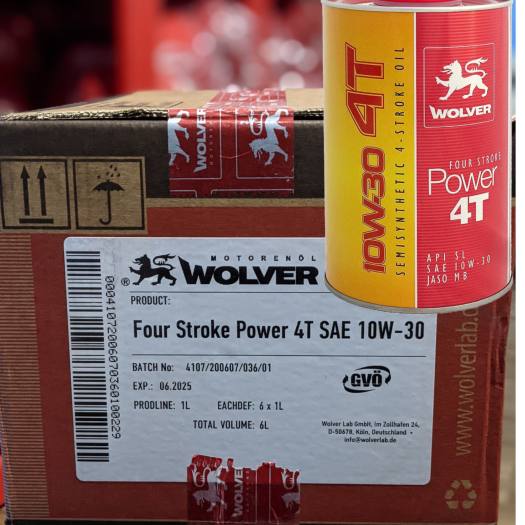 WOLVER
10W-30 4T
SEMISYNTHETIC 4-STROKE OIL
WOLVER
FOUR STROKE
Power
4T
API SL
SAE 10W-30
JASO MB
MOTORENÖL
® WOLVER
PRODUCT:
Four Stroke Power 4T SAE 10W-30
BATCH No: 4107/200607/036/01
EXP.: 06.2025
GVÖ
PRODLINE: 1L EACHDEF: 6 x 1L
TOTAL VOLUME: 6L
Wolver Lab GmbH, im Zollhafen 24,
D-50678, Köln, Deutschland •
info@wolverlab.de
www.wolverlab.
WOLVER